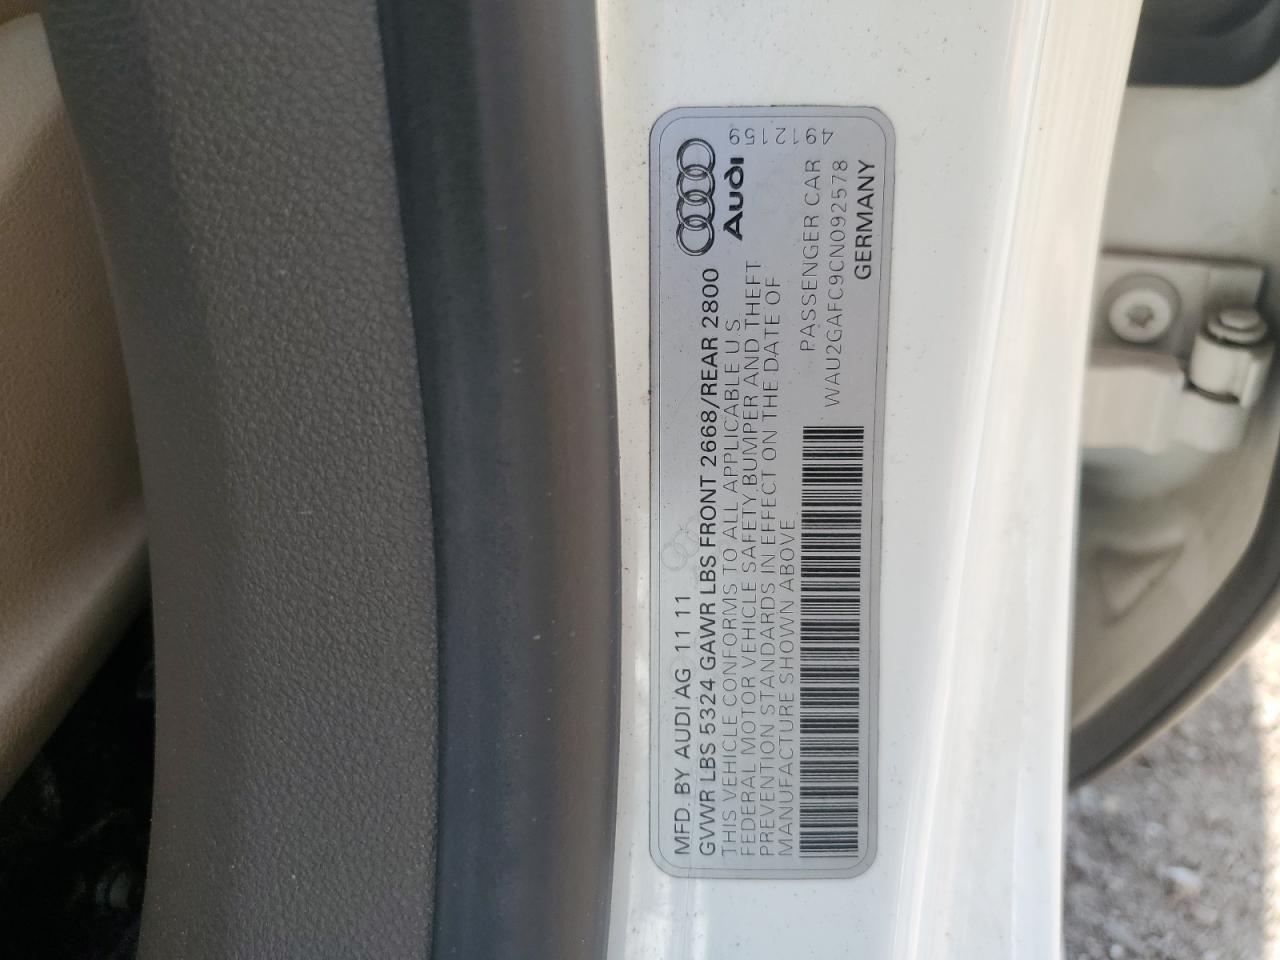 MFD. BY AUDI AG 11 11
GVWR LBS 5324 GAWR LBS FRONT 2668/REAR 2800
THIS VEHICLE CONFORMS TO ALL APPLICABLE U S
FEDERAL MOTOR VEHICLE SAFETY BUMPER AND THEFT
PREVENTION STANDARDS IN EFFECT ON THE DATE OF
MANUFACTURE SHOWN ABOVE
Audi
4912159
PASSENGER CAR
WAU2GAFC9CN092578
GERMANY